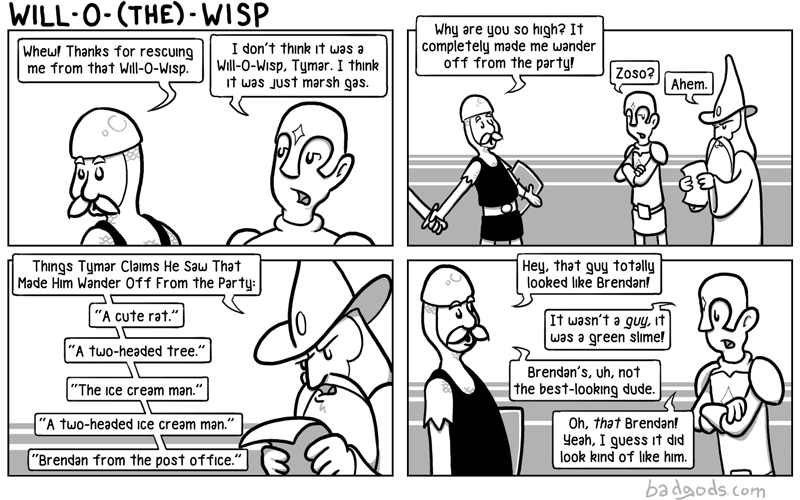 WILL-O-(THE)-WISP
Whew! Thanks for rescuing
me from that Will-O-Wisp.
I don't think it was a
Will-O-Wisp, Tymar. I think
it was just marsh gas.
Why are you so high? It
completely made me wander
off from the party!
Zoso?
Ahem.
Things Tymar Claims He Saw That
Made Him Wander Off From the Party:
"A cute rat."
"A two-headed tree."
"The ice cream man."
"A two-headed ice cream man."
"Brendan from the post office."
Hey, that guy totally
looked like Brendan!
It wasn't a guy, it
was a green slime!
Brendan's, uh, not
the best-looking dude.
Oh, that Brendan!
Yeah, I guess it did
look kind of like him.
badgods.com